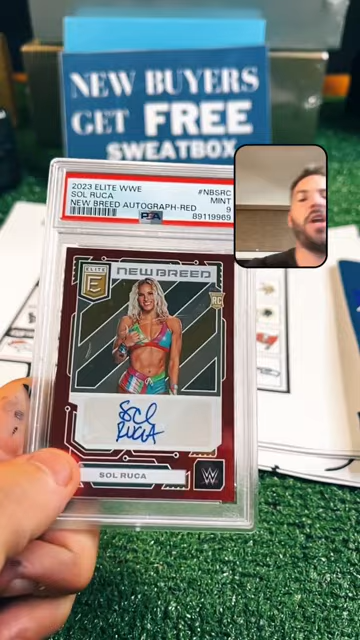 NEW BUYERS
GET FREE
SWEATBOX
2023 ELITE WWE #NBSRC
SOL RUCA MINT
NEW BREED AUTOGRAPH-RED 9
PSA 89119969
ELITE
E
NEW BREED
RC
Sol
RUCA
SOL RUCA
W